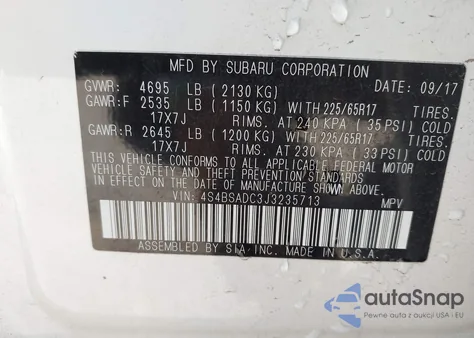 MFD BY SUBARU CORPORATION DATE: 09/17
GVWR: 4695 LB (2130 KG)
GAWR:F 2535 LB (1150 KG) WITH 225/65R17 TIRES.
17X7J RIMS. AT 240 KPA (35 PSI) COLD
GAWR:R 2645 LB (1200 KG) WITH 225/65R17 TIRES.
17X7J RIMS. AT 230 KPA (33 PSI) COLD
THIS VEHICLE CONFORMS TO ALL APPLICABLE FEDERAL MOTOR
VEHICLE SAFETY, BUMPER, AND THEFT PREVENTION STANDARDS
IN EFFECT ON THE DATE OF MANUFACTURE SHOWN ABOVE.
VIN: 4S4BSADC3J3235713 MPV
ASSEMBLED BY SIA INC. MADE IN U.S.A.
autoSnap
Pewne auta z aukcji USA i EU